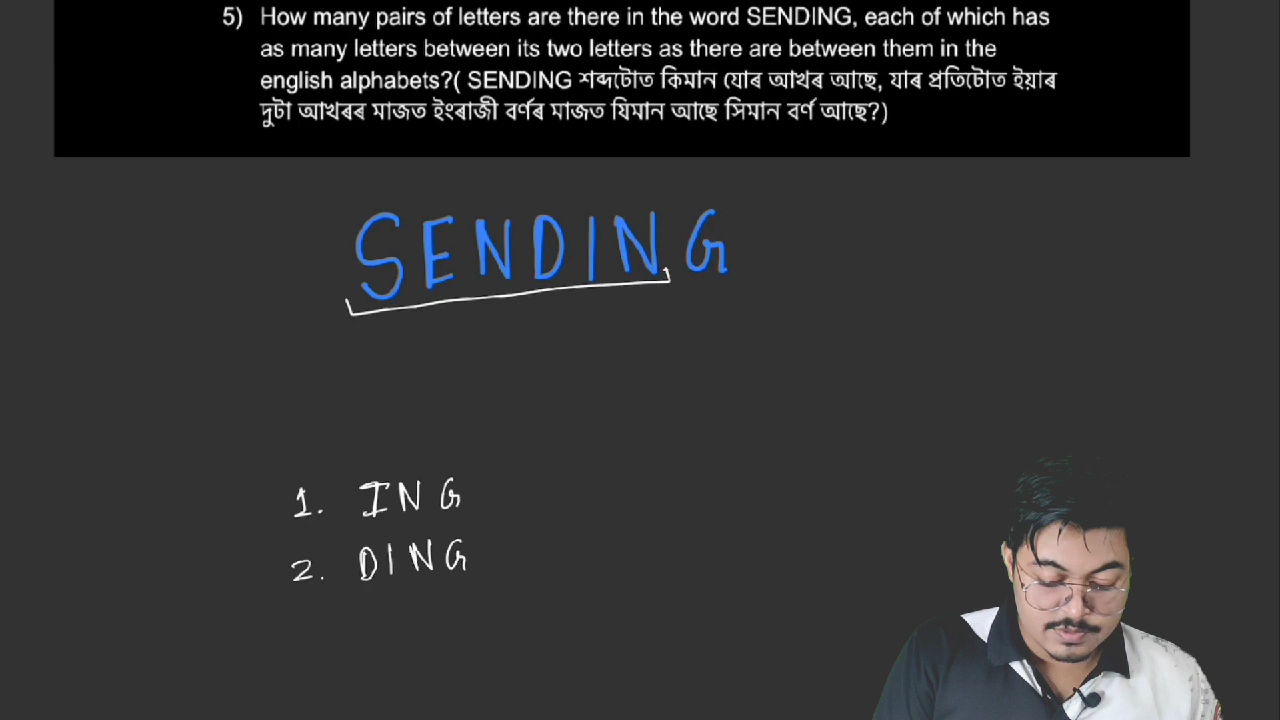 5) How many pairs of letters are there in the word SENDING, each of which has
as many letters between its two letters as there are between them in the
english alphabets?( SENDING শব্দটোত কিমান যোৰ আখৰ আছে, যাৰ প্ৰতিটোত ইয়াৰ
দুটা আখৰৰ মাজত ইংৰাজী বৰ্ণৰ মাজত যিমান আছে সিমান বৰ্ণ আছে?)
SENDING
1. ING
2. DING